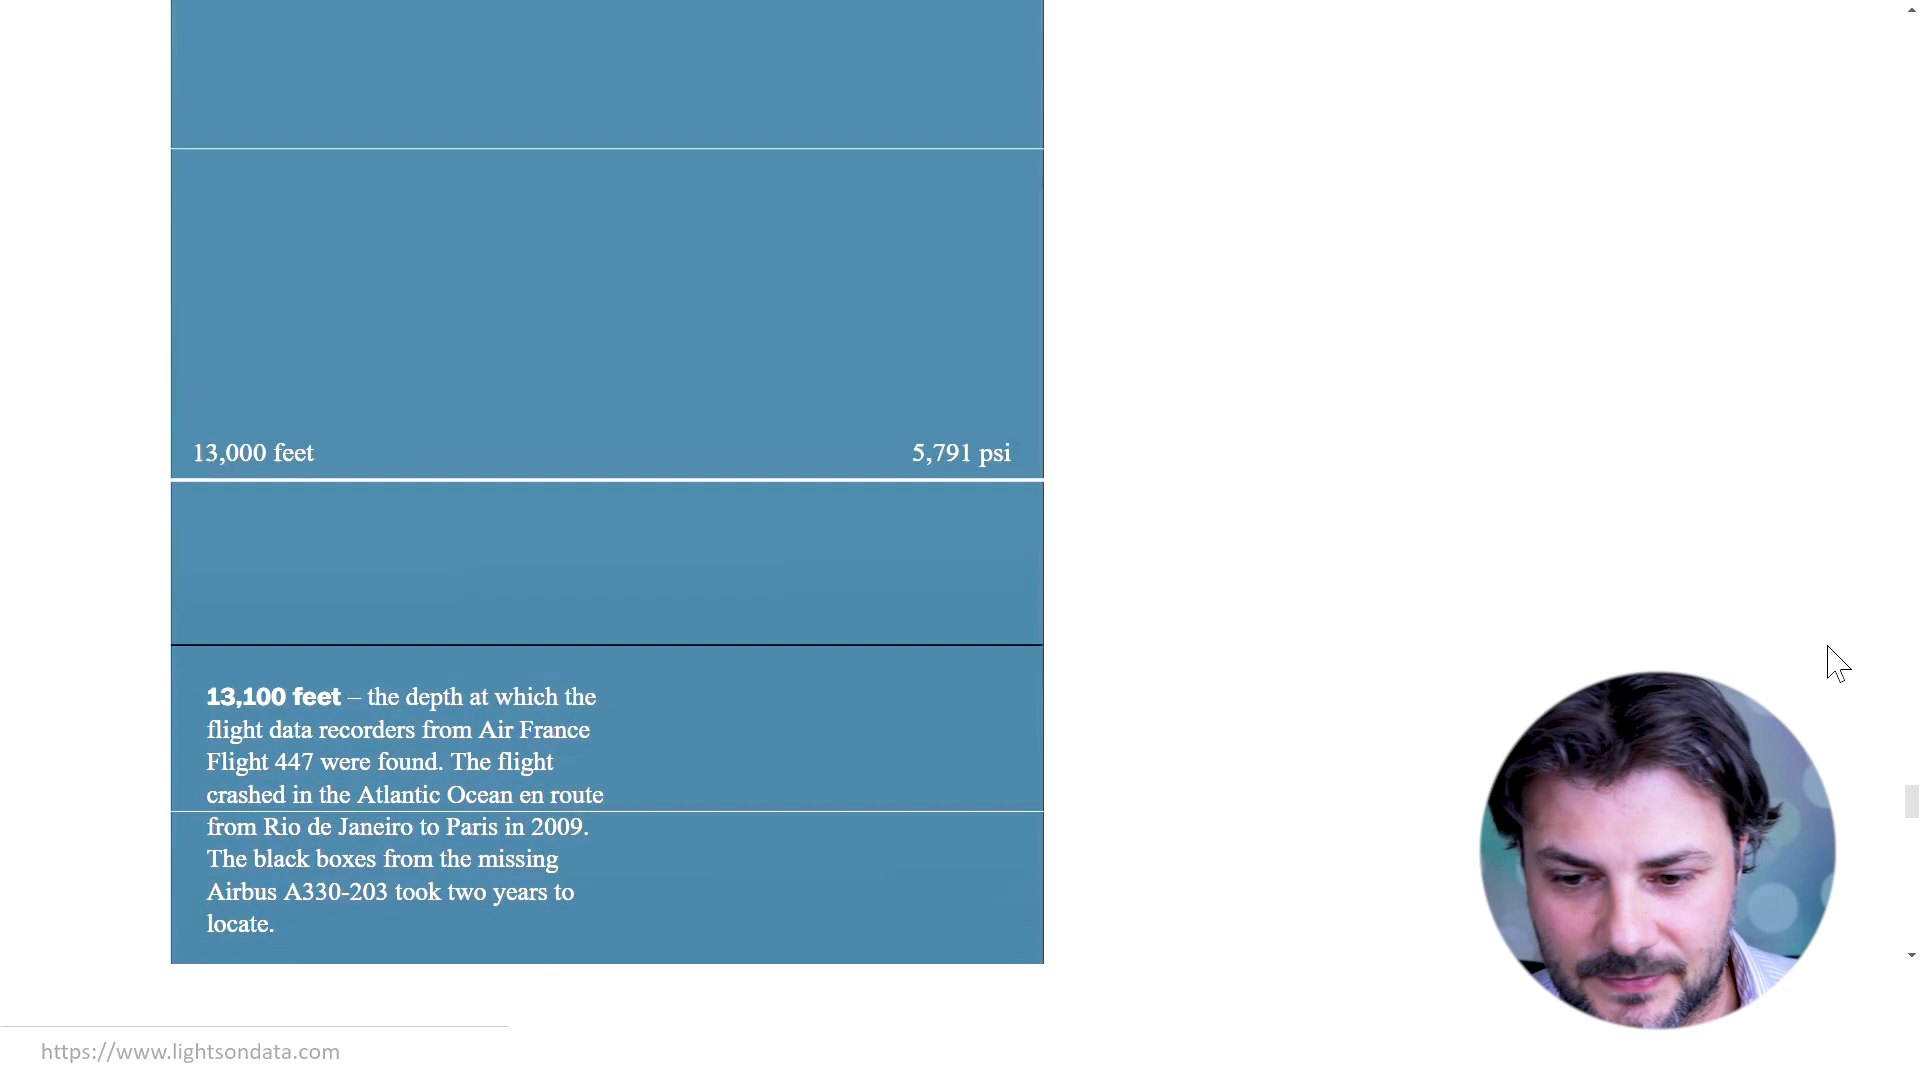 13,000 feet
5,791 psi
13,100 feet – the depth at which the
flight data recorders from Air France
Flight 447 were found. The flight
crashed in the Atlantic Ocean en route
from Rio de Janeiro to Paris in 2009.
The black boxes from the missing
Airbus A330-203 took two years to
locate.
https://www.lightsondata.com